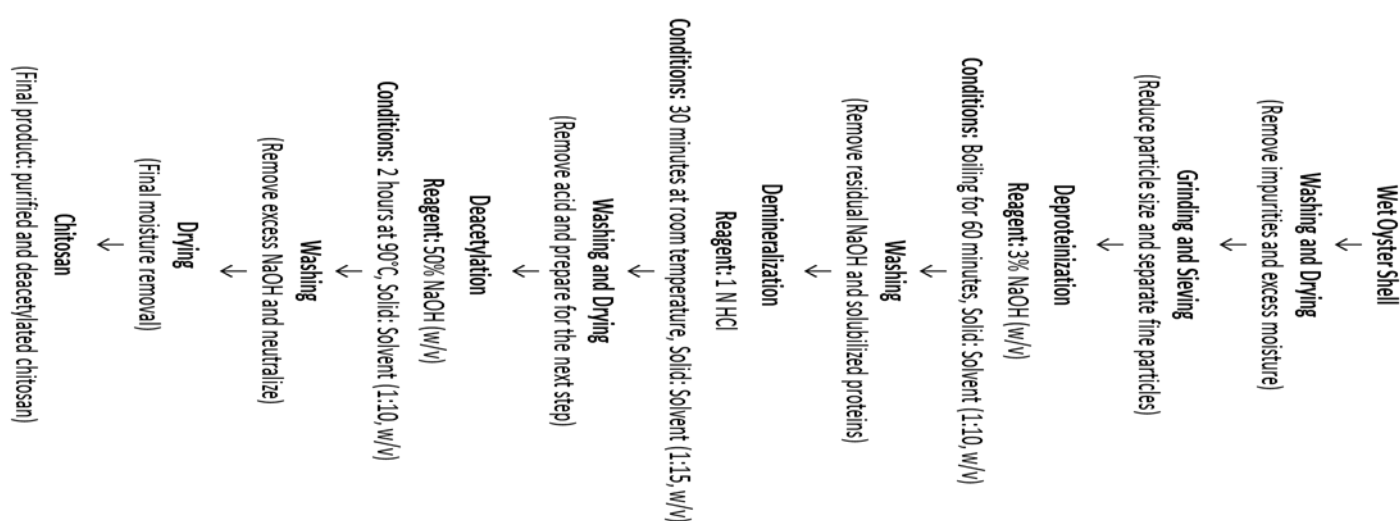 Wet Oyster Shell
↓
Washing and Drying
(Remove impurities and excess moisture)
↓
Grinding and Sieving
(Reduce particle size and separate fine particles)
↓
Deproteinization
Reagent: 3% NaOH (w/v)
Conditions: Boiling for 60 minutes, Solid: Solvent (1:10, w/v)
↓
Washing
(Remove residual NaOH and solubilized proteins)
↓
Demineralization
Reagent: 1 N HCl
Conditions: 30 minutes at room temperature, Solid: Solvent (1:15, w/v)
↓
Washing and Drying
(Remove acid and prepare for the next step)
↓
Deacetylation
Reagent: 50% NaOH (w/v)
Conditions: 2 hours at 90°C, Solid: Solvent (1:10, w/v)
↓
Washing
(Remove excess NaOH and neutralize)
↓
Drying
(Final moisture removal)
↓
Chitosan
(Final product: purified and deacetylated chitosan)